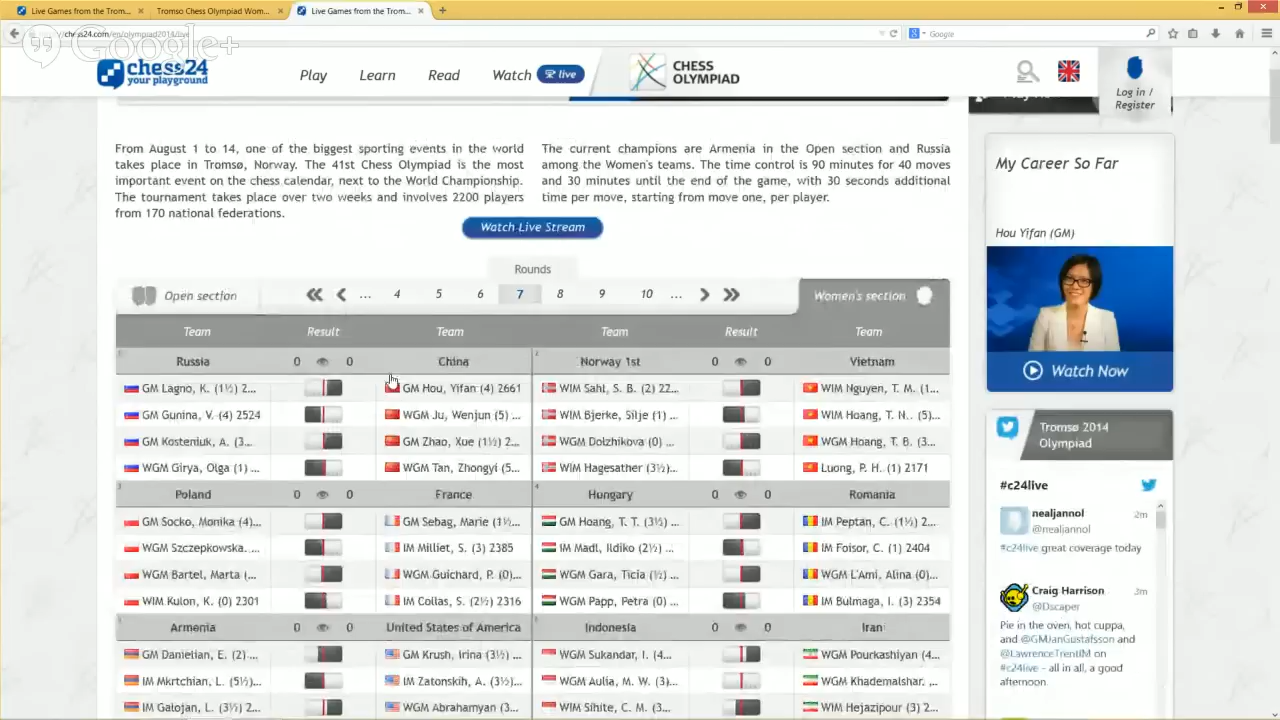 Live Games from the Trom...
Tromso Chess Olympiad Wom...
Live Games from the Trom...
chess24.com/en/olympiad2014/live
Google
Google+
chess24
your playground
Play
Learn
Read
Watch
live
CHESS
OLYMPIAD
Log in /
Register
From August 1 to 14, one of the biggest sporting events in the world
takes place in Tromsø, Norway. The 41st Chess Olympiad is the most
important event on the chess calendar, next to the World Championship.
The tournament takes place over two weeks and involves 2200 players
from 170 national federations.
The current champions are Armenia in the Open section and Russia
among the Women's teams. The time control is 90 minutes for 40 moves
and 30 minutes until the end of the game, with 30 seconds additional
time per move, starting from move one, per player.
Watch Live Stream
Rounds
Open section
... 4 5 6 7 8 9 10 ...
Women's section
Team Result Team Team Result Team
1 Russia 0 0 China 2 Norway 1st 0 0 Vietnam
GM Lagno, K. (1½) 2... GM Hou, Yifan (4) 2661 WIM Sahl, S. B. (2) 22... WIM Nguyen, T. M. (1...
GM Gunina, V. (4) 2524 WGM Ju, Wenjun (5) ... WIM Bjerke, Silje (1) ... WIM Hoang, T. N.. (5)...
GM Kosteniuk, A. (3... GM Zhao, Xue (1½) 2... WGM Dolzhikova (0) ... WGM Hoang, T. B. (3...
WGM Girya, Olga (1) ... WGM Tan, Zhongyi (5... WIM Hagesather (3½)... Luong, P. H. (1) 2171
3 Poland 0 0 France 4 Hungary 0 0 Romania
GM Socko, Monika (4)... GM Sebag, Marie (1½... GM Hoang, T. T. (3½) ... IM Peptan, C. (1½) 2...
WGM Szczepkowska. ... IM Milliet, S. (3) 2385 IM Madl, Ildiko (2½) ... IM Foisor, C. (1) 2404
WGM Bartel, Marta (... WGM Guichard, P. (0)... WGM Gara, Ticia (½) ... WGM L'Ami, Alina (0)...
WIM Kulon, K. (0) 2301 IM Collas, S. (2½) 2316 WGM Papp, Petra (0) ... IM Bulmaga, I. (3) 2354
Armenia 0 0 United States of America Indonesia 0 0 Iran
GM Danielian, E. (2) ... GM Krush, Irina (3½) ... WGM Sukandar, I. (4... WGM Pourkashiyan (4...
IM Mkrtchian, L. (5½) ... IM Zatonskih, A. (3½)... WGM Aulia, M. W. (3)... WGM Khademalshar. ...
IM Galojan, L. (3½) 2... WGM Abrahamyan (3... WIM Sihite, C. M. (3... WIM Hejazipour (3) 2...
My Career So Far
Hou Yifan (GM)
Watch Now
Tromsø 2014
Olympiad
#c24live
nealjannol 2m
@nealjannol
#c24live great coverage today
Craig Harrison 3m
@Dscaper
Pie in the oven, hot cuppa,
and @GMJanGustafsson and
@LawrenceTrentIM on
#c24live - all in all, a good
afternoon.